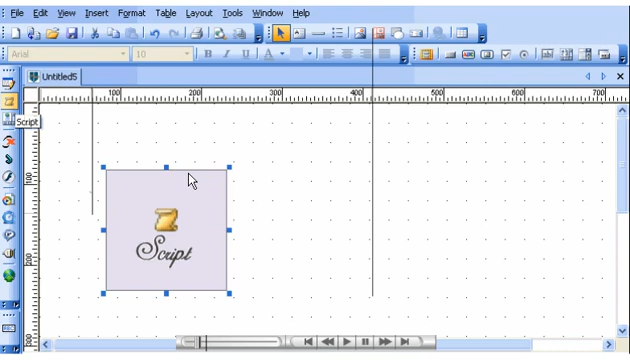 File Edit View Insert Format Table Layout Tools Window Help
Arial 10 B I U A
Untitled5
100 200 300 400 500 600 700
Script
100
Script
200
300